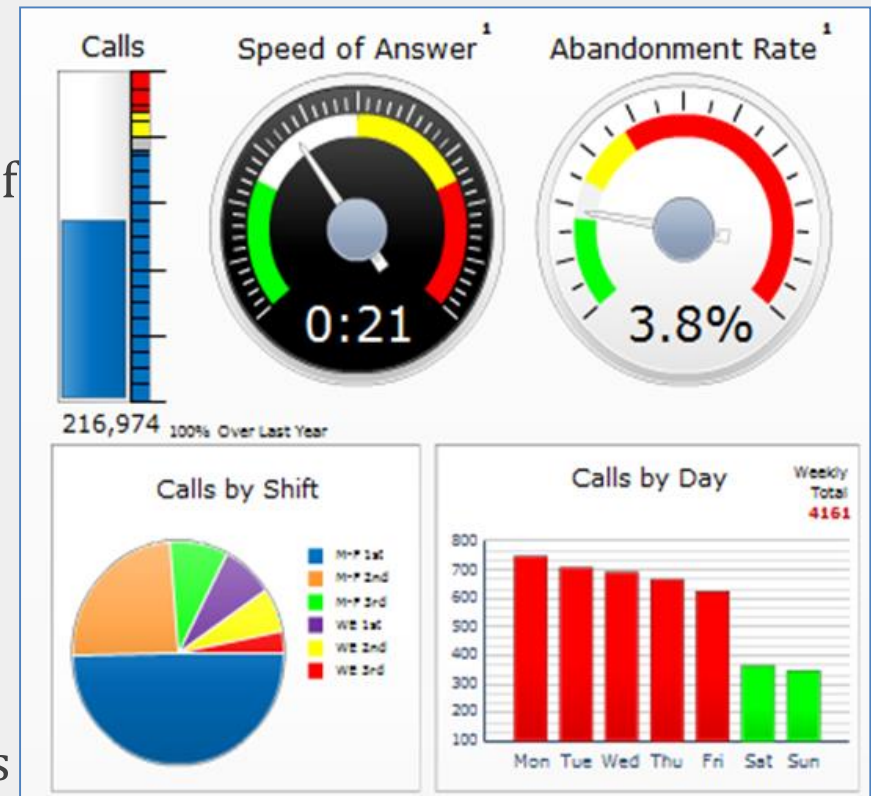 f
s
Calls
Speed of Answer 1
Abandonment Rate 1
0:21
3.8%
216,974 100% Over Last Year
Calls by Shift
M-F 1st
M-F 2nd
M-F 3rd
WE 1st
WE 2nd
WE 3rd
Calls by Day
Weekly
Total
4161
800
700
600
500
400
300
200
100
Mon Tue Wed Thu Fri Sat Sun